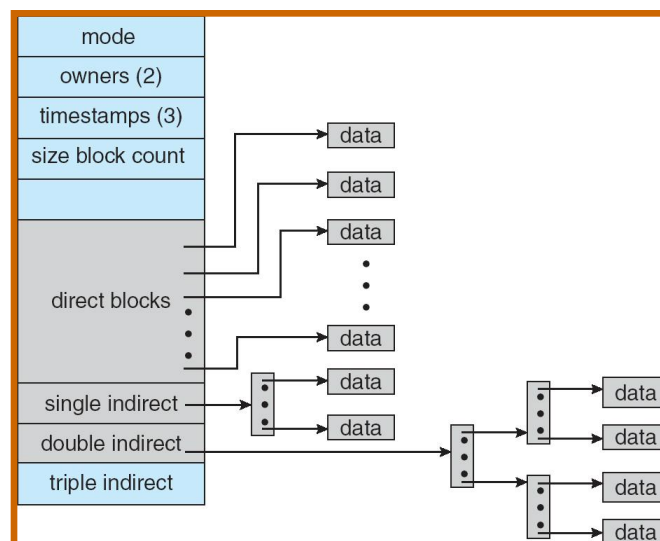 mode
owners (2)
timestamps (3)
size block count
direct blocks
single indirect
double indirect
triple indirect
data
data
data
data
data
data
data
data
data
data